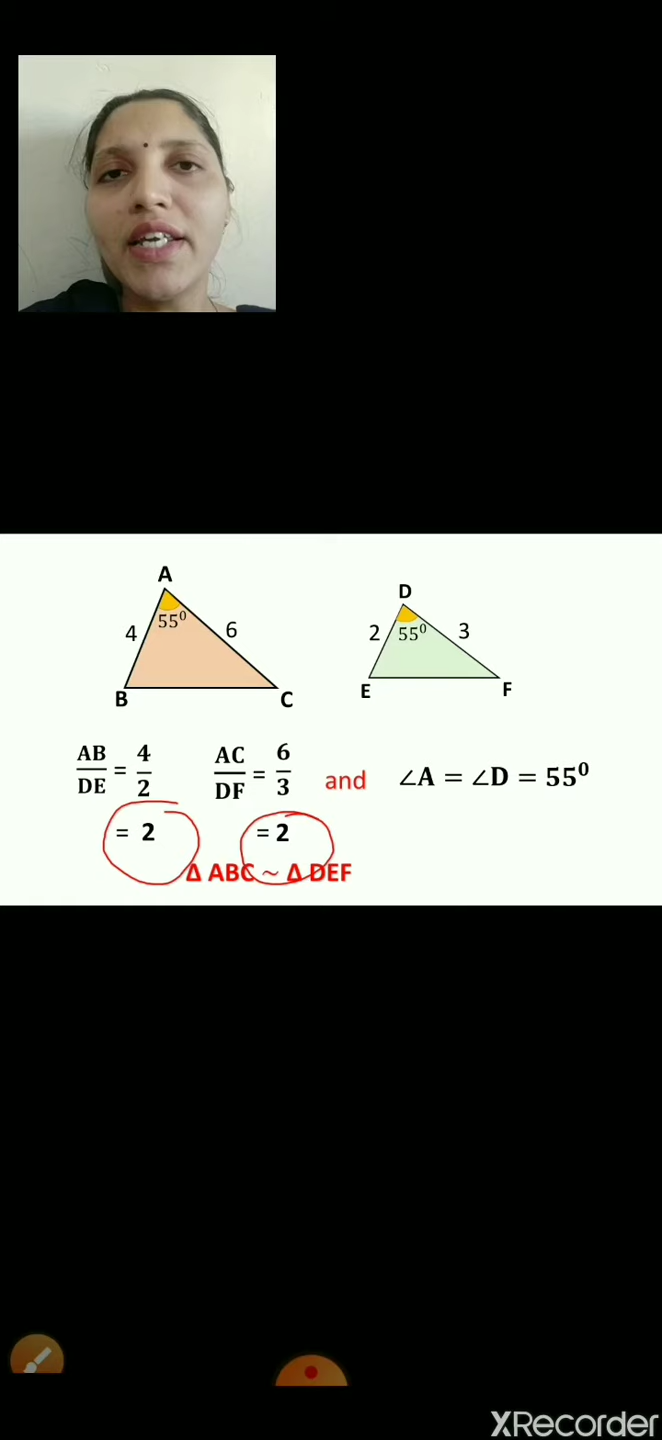 A
D
4
55⁰
6
2
55⁰
3
B
C
E
F
AB/DE = 4/2 AC/DF = 6/3 and ∠A = ∠D = 55⁰
= 2 = 2
Δ ABC ~ Δ DEF
XRecorder